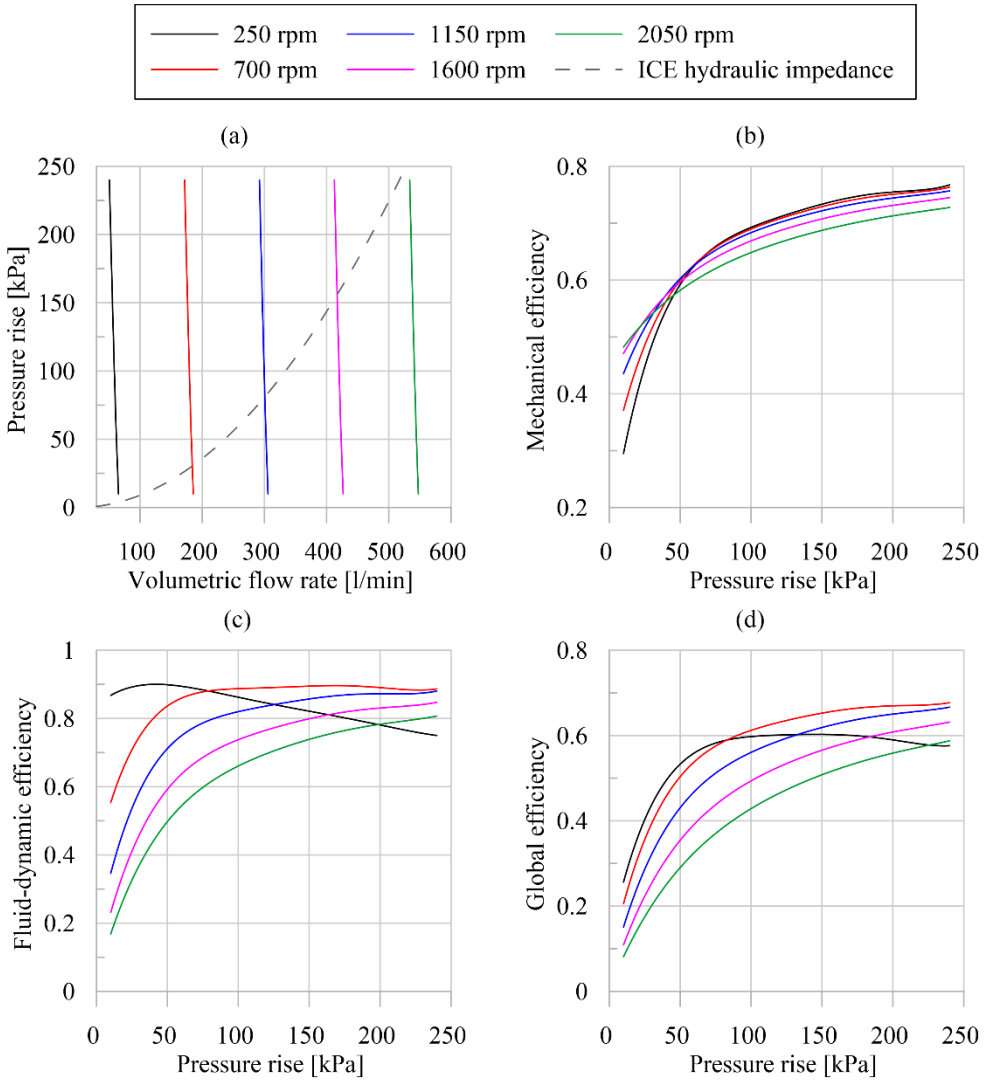 250 rpm 1150 rpm 2050 rpm
700 rpm 1600 rpm ICE hydraulic impedance
(a)
250
200
150
100
50
0
Pressure rise [kPa]
100 200 300 400 500 600
Volumetric flow rate [l/min]
(b)
0.8
0.6
0.4
0.2
Mechanical efficiency
0 50 100 150 200 250
Pressure rise [kPa]
(c)
1
0.8
0.6
0.4
0.2
0
Fluid-dynamic efficiency
0 50 100 150 200 250
Pressure rise [kPa]
(d)
0.8
0.6
0.4
0.2
0
Global efficiency
0 50 100 150 200 250
Pressure rise [kPa]